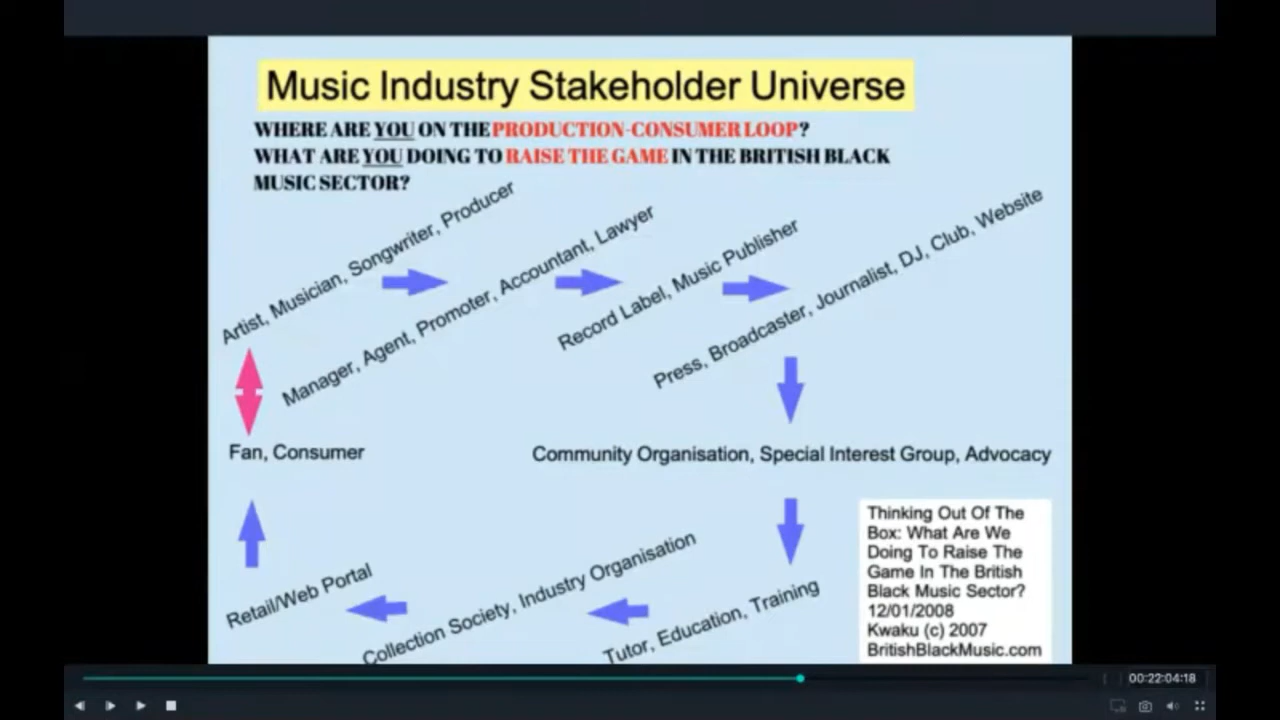 Music Industry Stakeholder Universe
WHERE ARE YOU ON THE PRODUCTION-CONSUMER LOOP?
WHAT ARE YOU DOING TO RAISE THE GAME IN THE BRITISH BLACK
MUSIC SECTOR?
Artist, Musician, Songwriter, Producer
Manager, Agent, Promoter, Accountant, Lawyer
Record Label, Music Publisher
Press, Broadcaster, Journalist, DJ, Club, Website
Fan, Consumer
Community Organisation, Special Interest Group, Advocacy
Retail/Web Portal
Collection Society, Industry Organisation
Tutor, Education, Training
Thinking Out Of The
Box: What Are We
Doing To Raise The
Game In The British
Black Music Sector?
12/01/2008
Kwaku (c) 2007
BritishBlackMusic.com
00:22:04:18